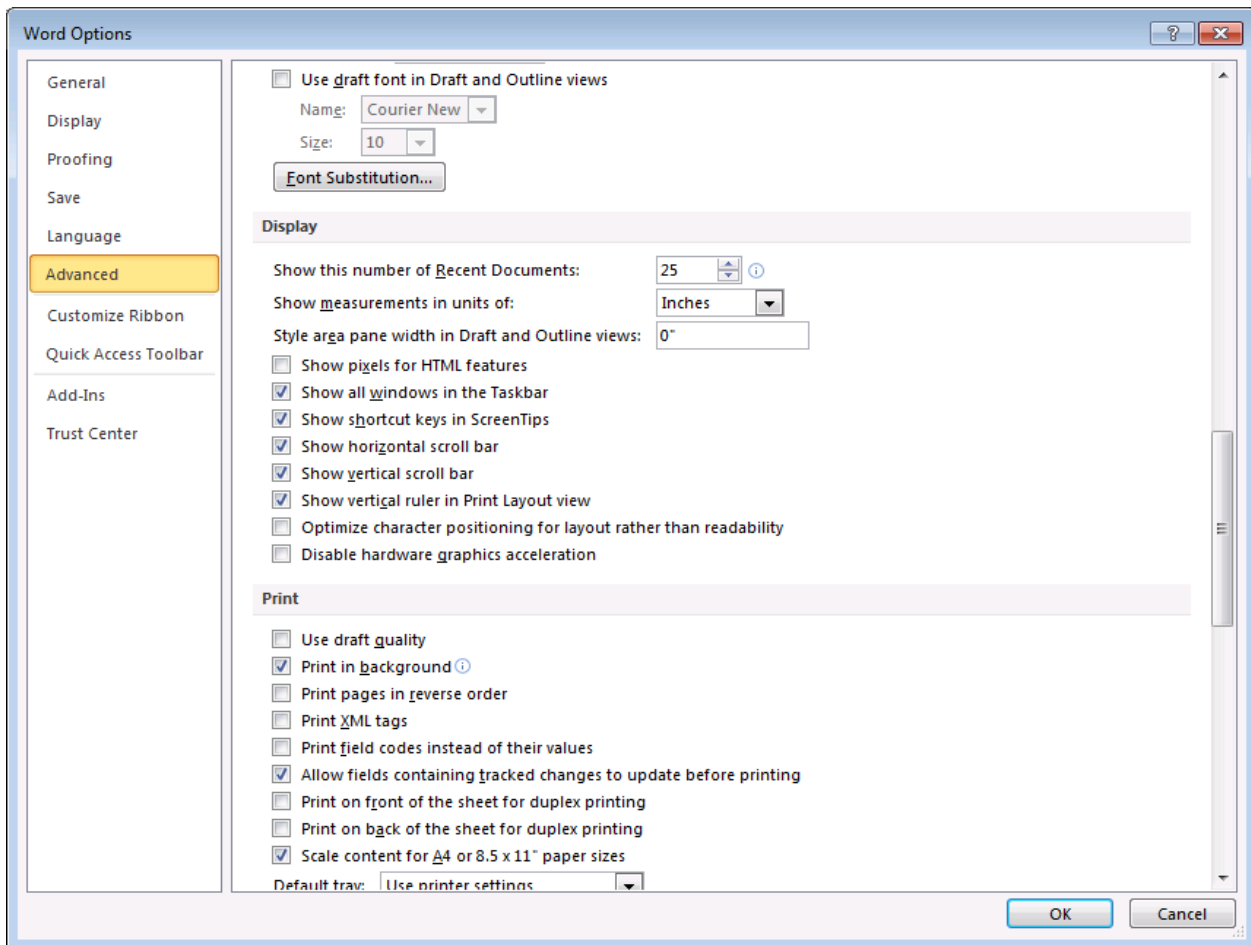 Word Options
General
Display
Proofing
Save
Language
Advanced
Customize Ribbon
Quick Access Toolbar
Add-Ins
Trust Center
Use draft font in Draft and Outline views
Name: Courier New
Size: 10
Font Substitution...
Display
Show this number of Recent Documents: 25
Show measurements in units of: Inches
Style area pane width in Draft and Outline views: 0"
Show pixels for HTML features
Show all windows in the Taskbar
Show shortcut keys in ScreenTips
Show horizontal scroll bar
Show vertical scroll bar
Show vertical ruler in Print Layout view
Optimize character positioning for layout rather than readability
Disable hardware graphics acceleration
Print
Use draft quality
Print in background
Print pages in reverse order
Print XML tags
Print field codes instead of their values
Allow fields containing tracked changes to update before printing
Print on front of the sheet for duplex printing
Print on back of the sheet for duplex printing
Scale content for A4 or 8.5 x 11" paper sizes
Default tray: Use printer settings
OK Cancel